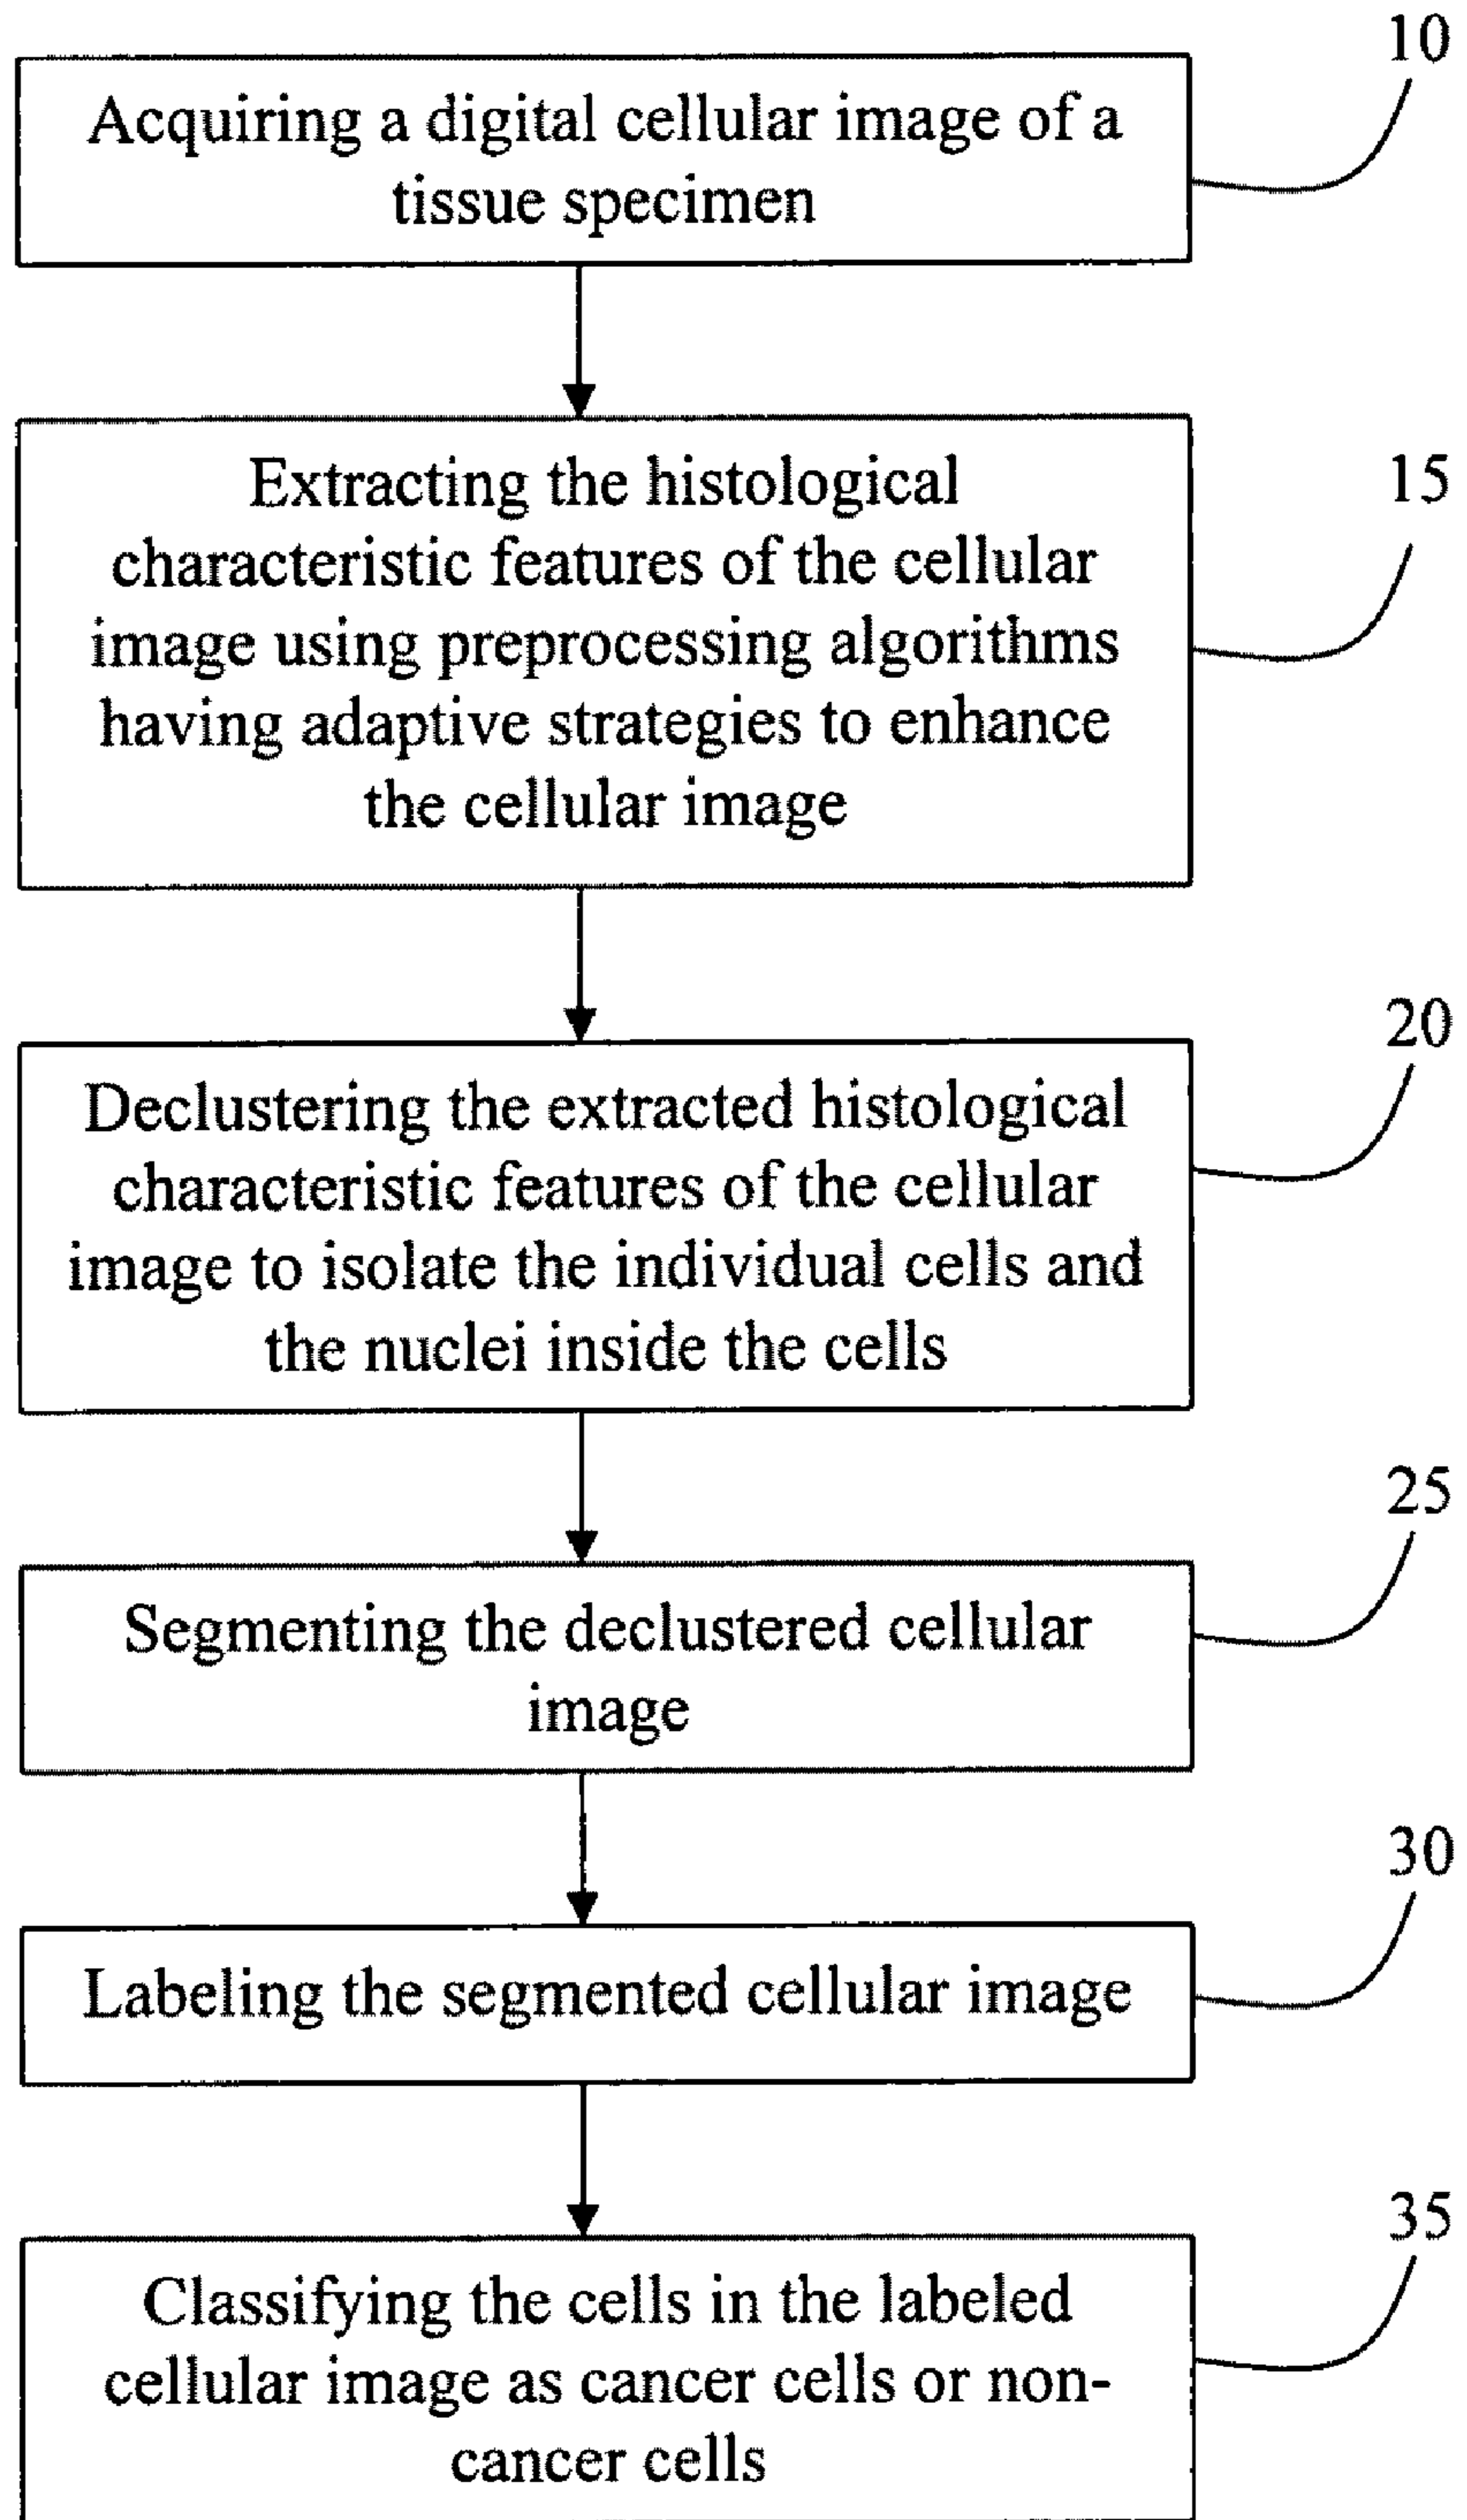 10
Acquiring a digital cellular image of a
tissue specimen
15
Extracting the histological
characteristic features of the cellular
image using preprocessing algorithms
having adaptive strategies to enhance
the cellular image
20
Declustering the extracted histological
characteristic features of the cellular
image to isolate the individual cells and
the nuclei inside the cells
25
Segmenting the declustered cellular
image
30
Labeling the segmented cellular image
35
Classifying the cells in the labeled
cellular image as cancer cells or non-
cancer cells